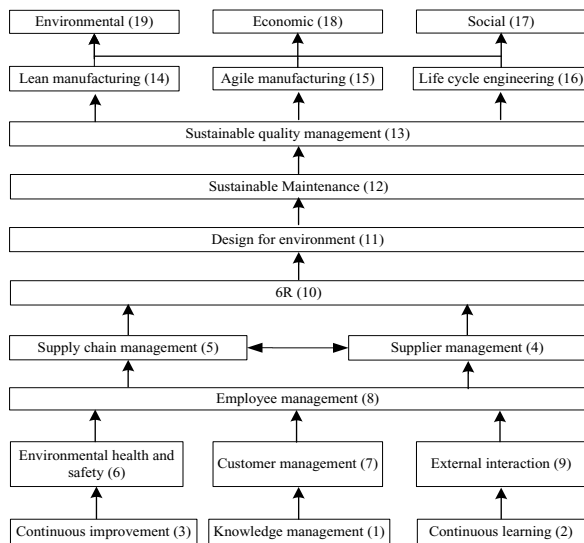 Environmental (19)
Economic (18)
Social (17)
Lean manufacturing (14)
Agile manufacturing (15)
Life cycle engineering (16)
Sustainable quality management (13)
Sustainable Maintenance (12)
Design for environment (11)
6R (10)
Supply chain management (5)
Supplier management (4)
Employee management (8)
Environmental health and
safety (6)
Customer management (7)
External interaction (9)
Continuous improvement (3)
Knowledge management (1)
Continuous learning (2)